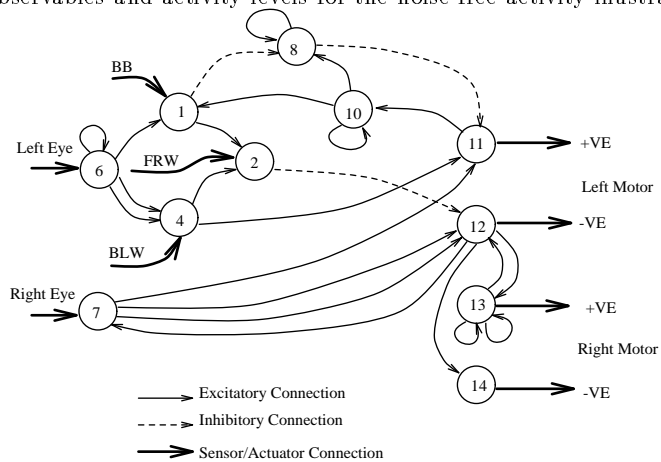 observables and activity levels for the noise free activity illustra
8
BB
1
10
11
+VE
Left Eye
6
FRW
2
Left Motor
4
12
-VE
BLW
Right Eye
7
13
+VE
Right Motor
14
-VE
Excitatory Connection
Inhibitory Connection
Sensor/Actuator Connection